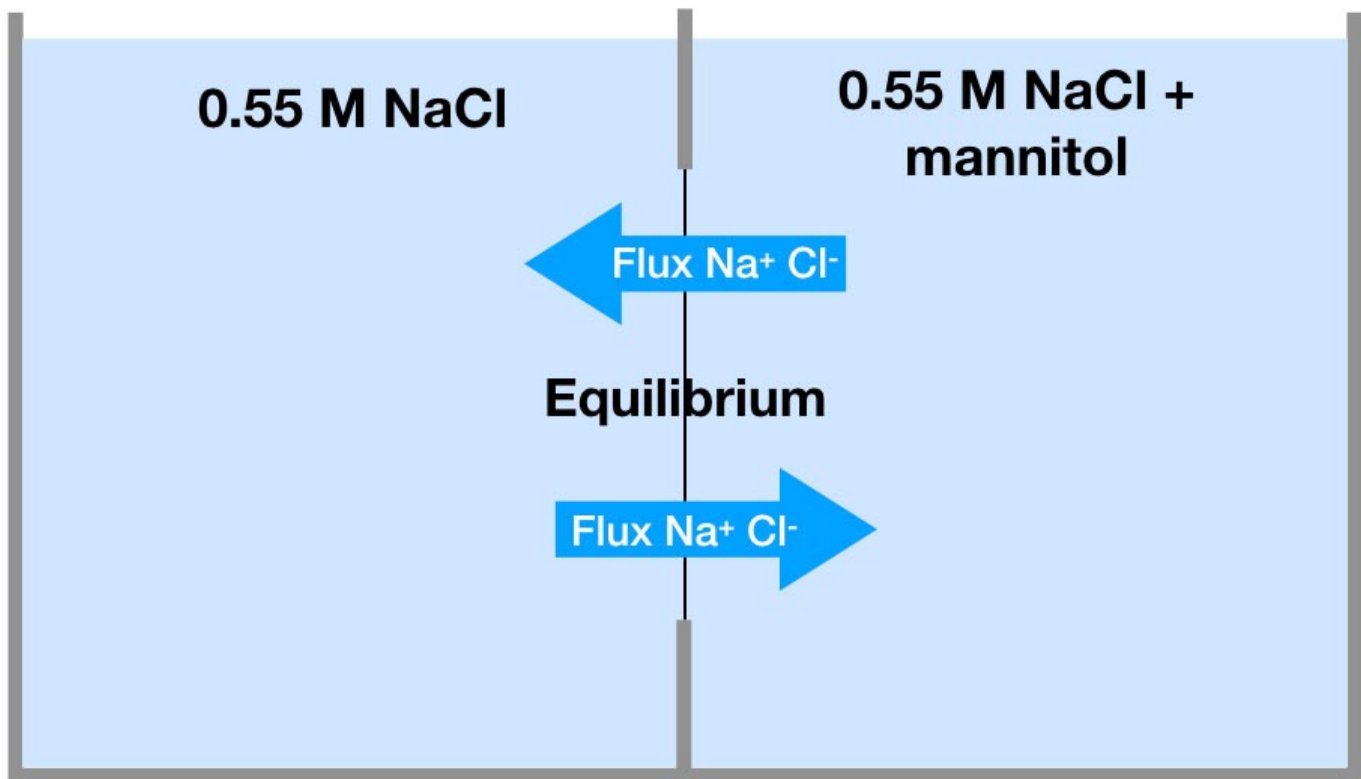 0.55 M NaCl
0.55 M NaCl +
mannitol
Flux Na⁺ Cl⁻
Equilibrium
Flux Na⁺ Cl⁻